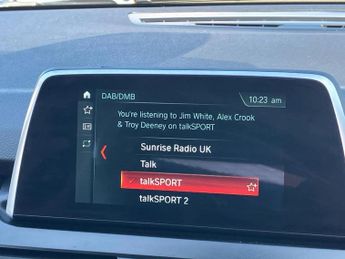 DAB/DMB
10:23 am
You're listening to Jim White, Alex Crook
& Troy Deeney on talkSPORT
Sunrise Radio UK
Talk
talkSPORT
talkSPORT 2